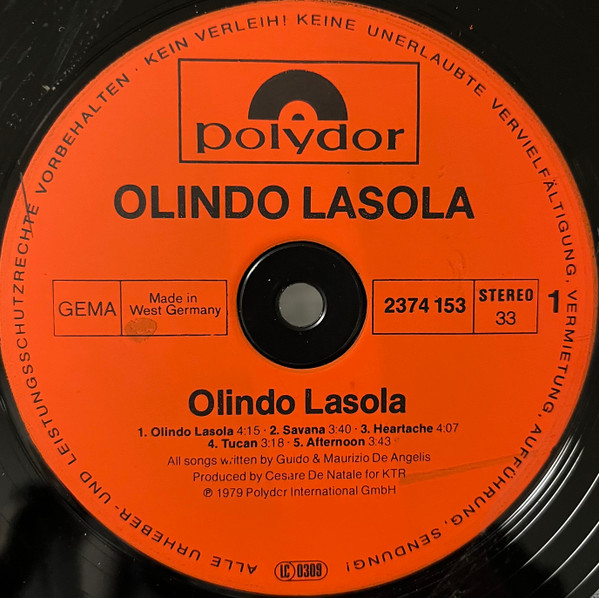 ALLE URHEBER- UND LEISTUNGSSCHUTZRECHTE VORBEHALTEN · KEIN VERLEIH! KEINE UNERLAUBTE VERVIELFÄLTIGUNG, VERMIETUNG, AUFFÜHRUNG, SENDUNG!
polydor
OLINDO LASOLA
GEMA
Made in
West Germany
2374 153
STEREO
33
1
Olindo Lasola
1. Olindo Lasola 4:15 · 2. Savana 3:40 · 3. Heartache 4:07
4. Tucan 3:18 · 5. Afternoon 3:43
All songs written by Guido & Maurizio De Angelis
Produced by Cesare De Natale for KTR
℗ 1979 Polydor International GmbH
LC 0309